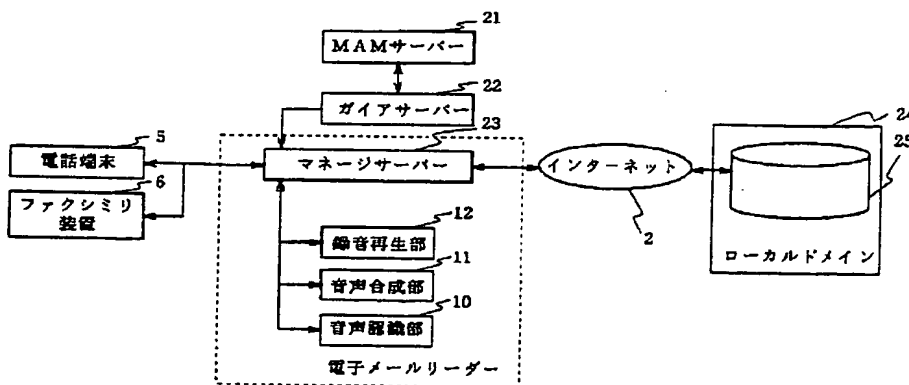 21
MAMサーバー
22
ガイアサーバー
23
マネージサーバー
5
電話端末
6
ファクシミリ
装置
インターネット
2
24
25
ローカルドメイン
12
録音再生部
11
音声合成部
10
音声認識部
電子メールリーダー